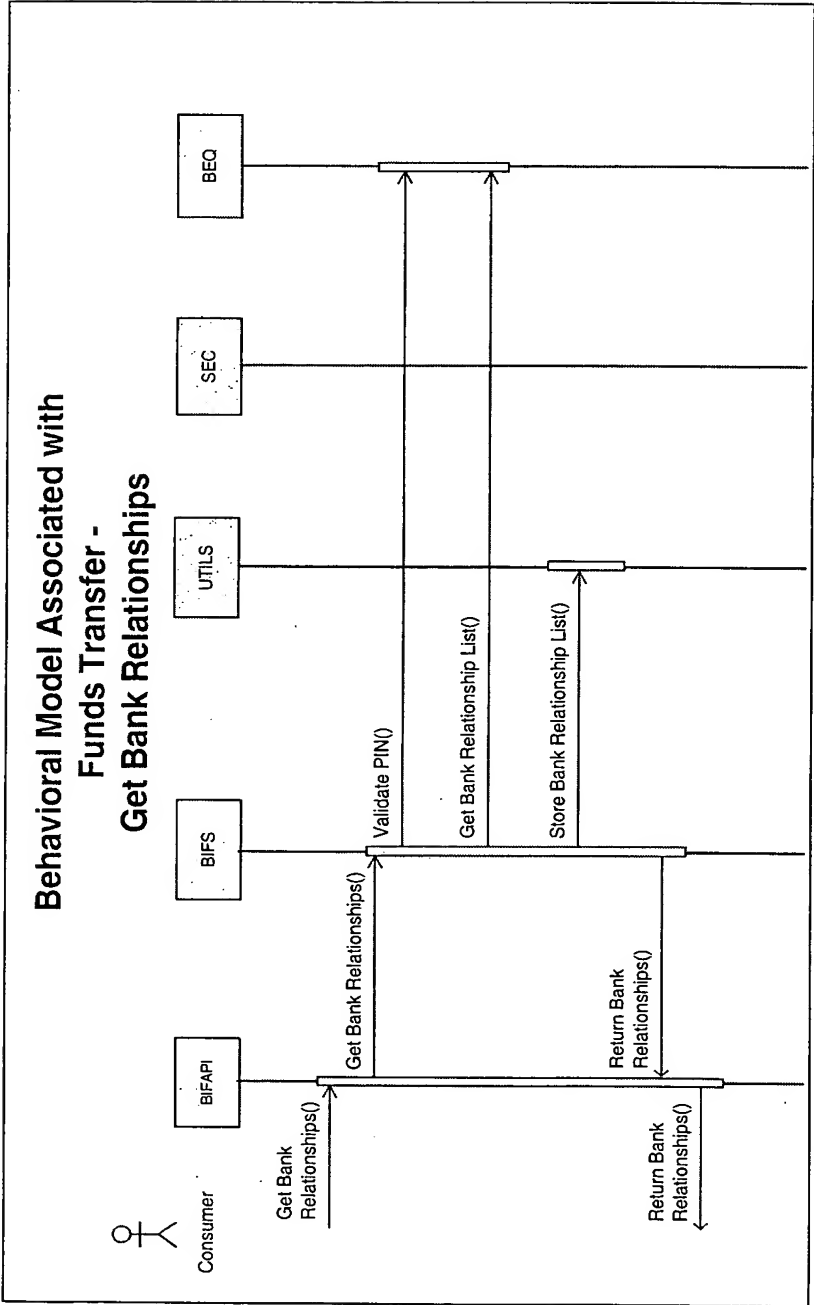 Behavioral Model Associated with
Funds Transfer -
Get Bank Relationships
Consumer
BIFAPI
BIFS
UTILS
SEC
BEQ
Get Bank
Relationships()
Get Bank Relationships()
Validate PIN()
Get Bank Relationship List()
Store Bank Relationship List()
Return Bank
Relationships()
Return Bank
Relationships()